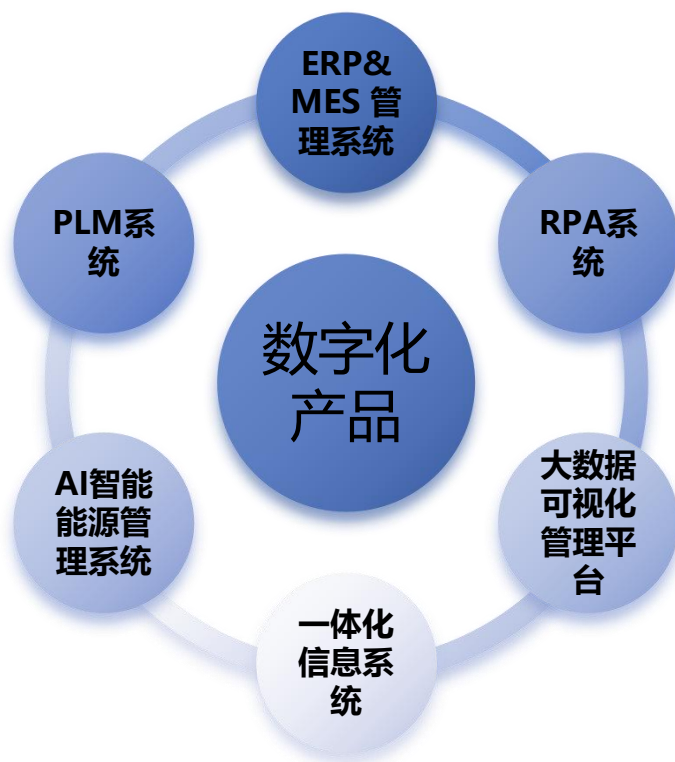 ERP&
MES 管
理系统
RPA系
统
大数据
可视化
管理平
台
一体化
信息系
统
AI智能
能源管
理系统
PLM系
统
数字化
产品